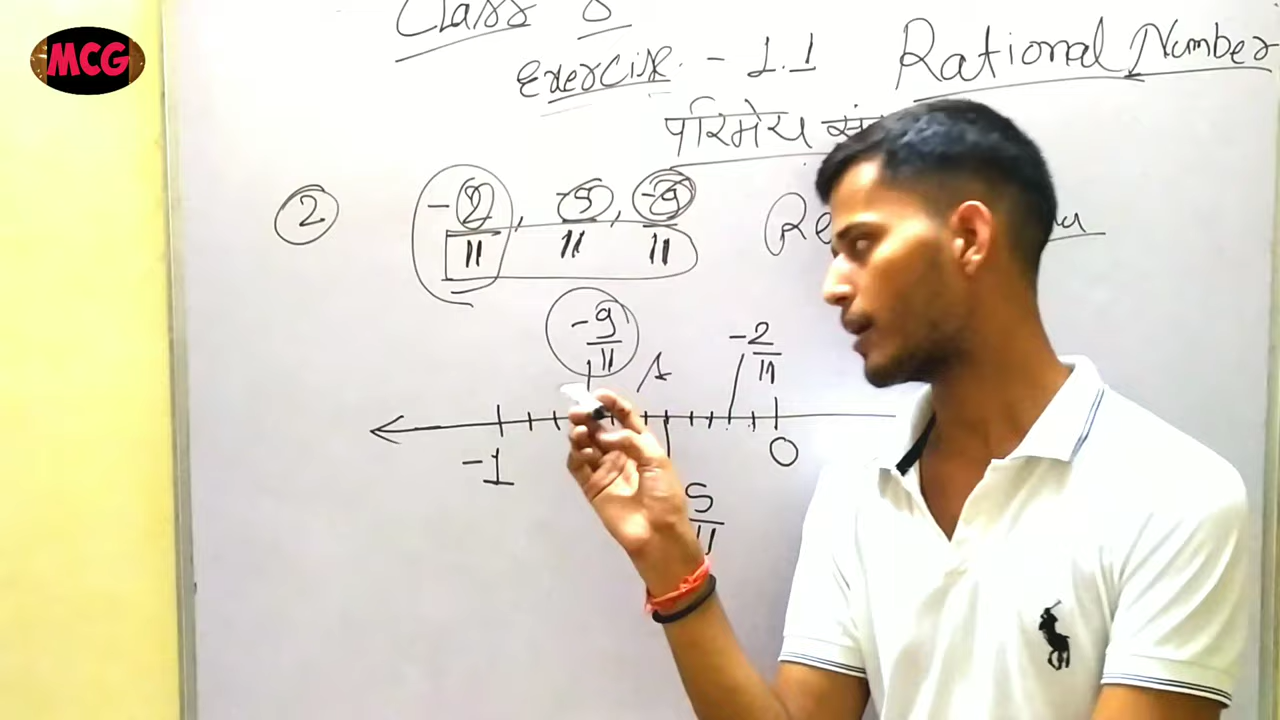 MCG
Class 8
Exercise - 1.1 Rational Number
परिमेय
2 -2/11, -5/11, -9/11
-9/11 -2/11
-1 0
5/11